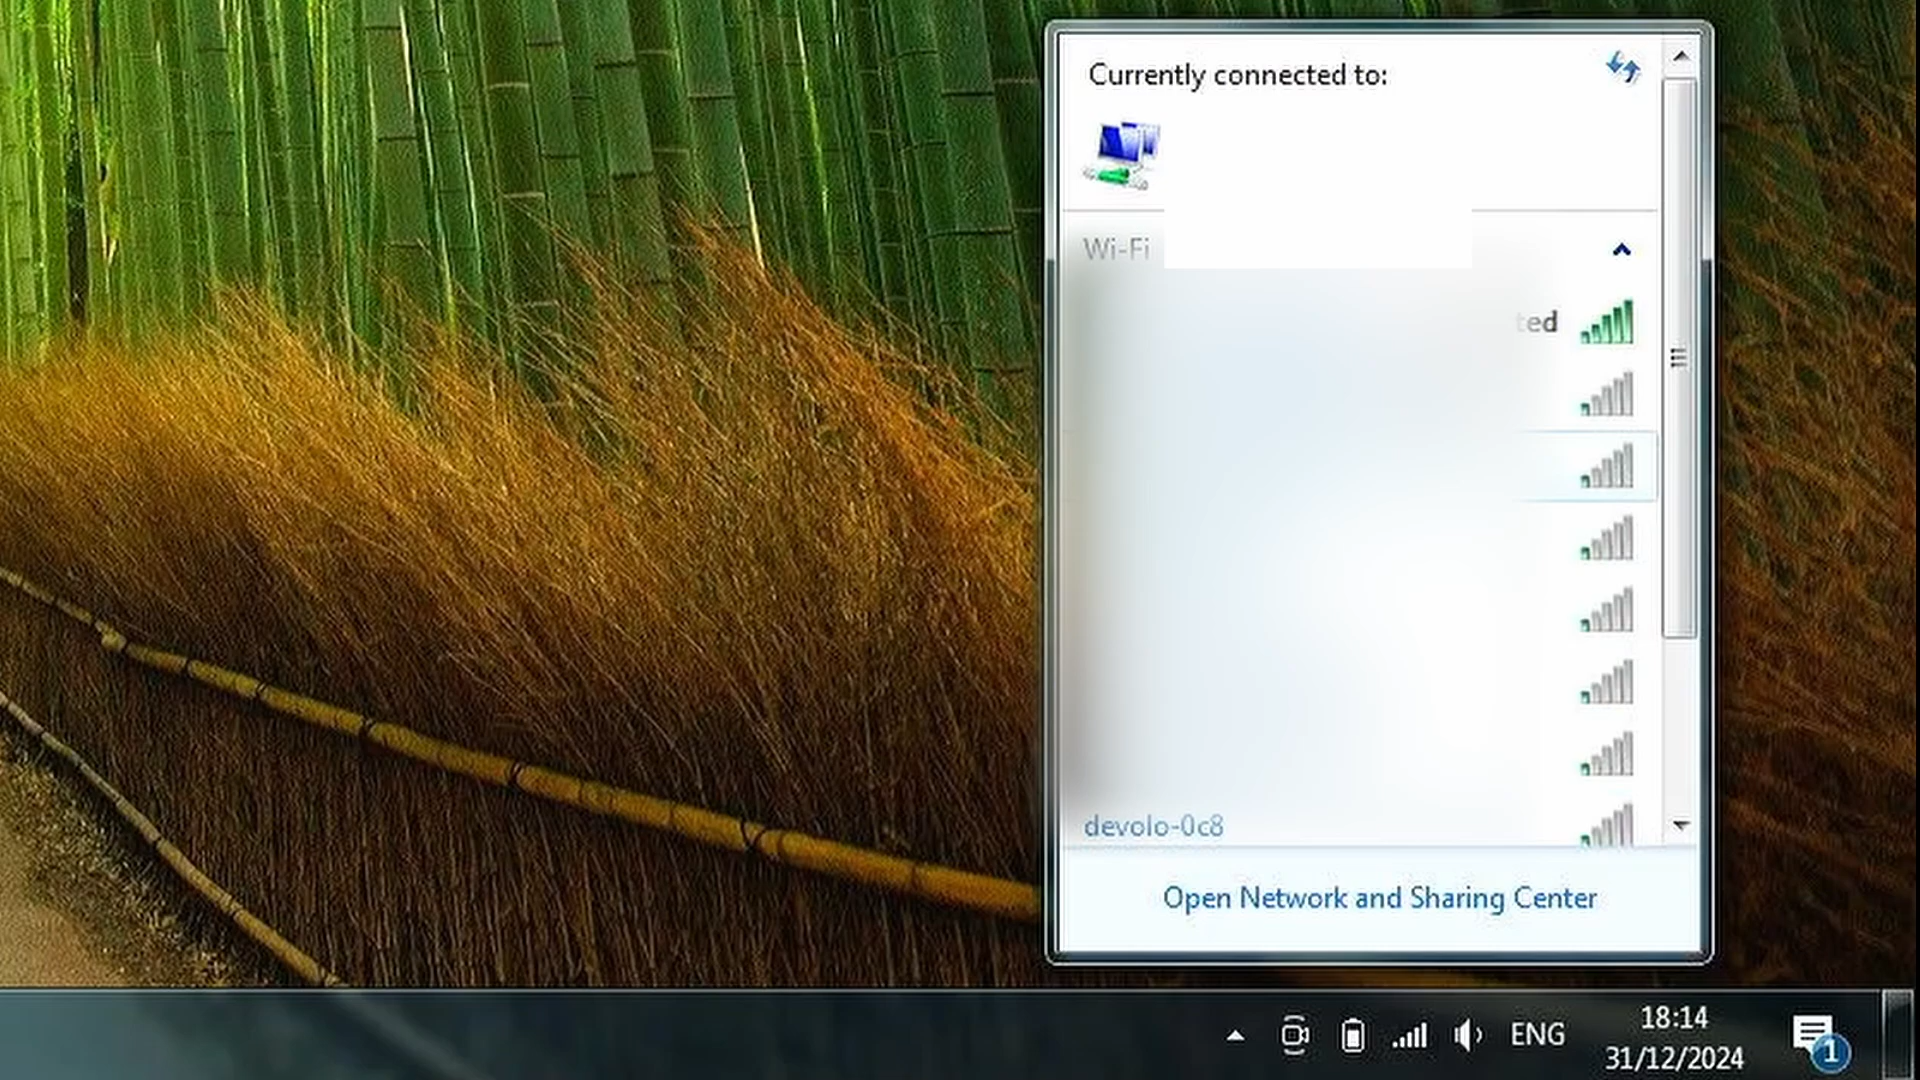 Currently connected to:
Wi-Fi
ted
devolo-0c8
Open Network and Sharing Center
ENG
18:14
31/12/2024
1